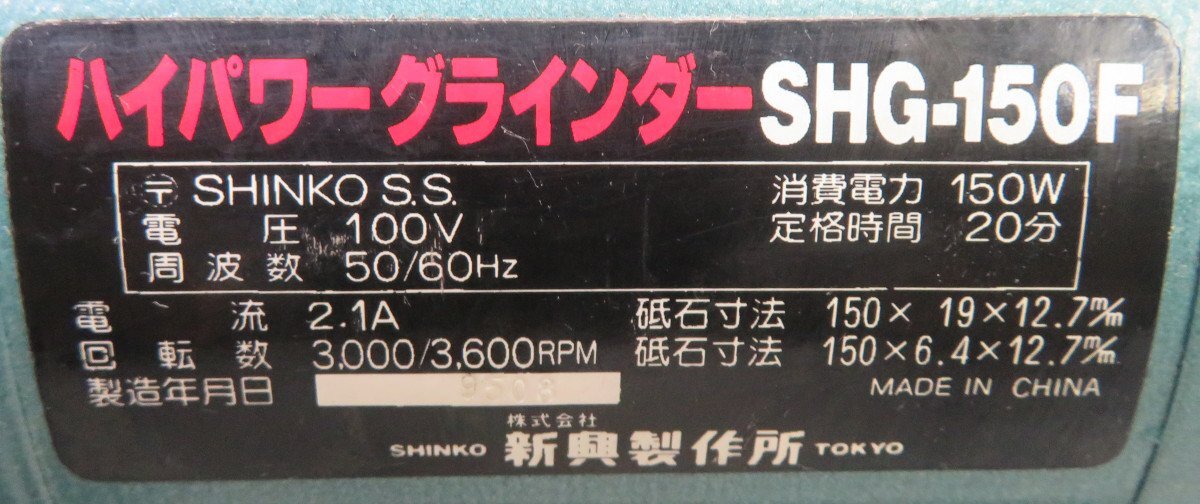 ハイパワーグラインダーSHG-150F
〒 SHINKO S.S. 消費電力 150W
電圧 100V 定格時間 20分
周波数 50/60Hz
電流 2.1A 砥石寸法 150× 19×12.7m/m
回転数 3,000/3,600RPM 砥石寸法 150×6.4×12.7m/m
製造年月日 9508 MADE IN CHINA
株式会社
SHINKO 新興製作所 TOKYO